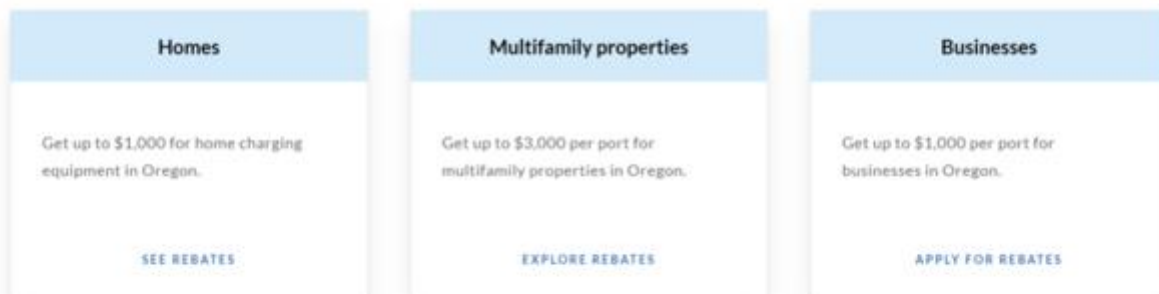 Homes
Get up to $1,000 for home charging
equipment in Oregon.
SEE REBATES
Multifamily properties
Get up to $3,000 per port for
multifamily properties in Oregon.
EXPLORE REBATES
Businesses
Get up to $1,000 per port for
businesses in Oregon.
APPLY FOR REBATES